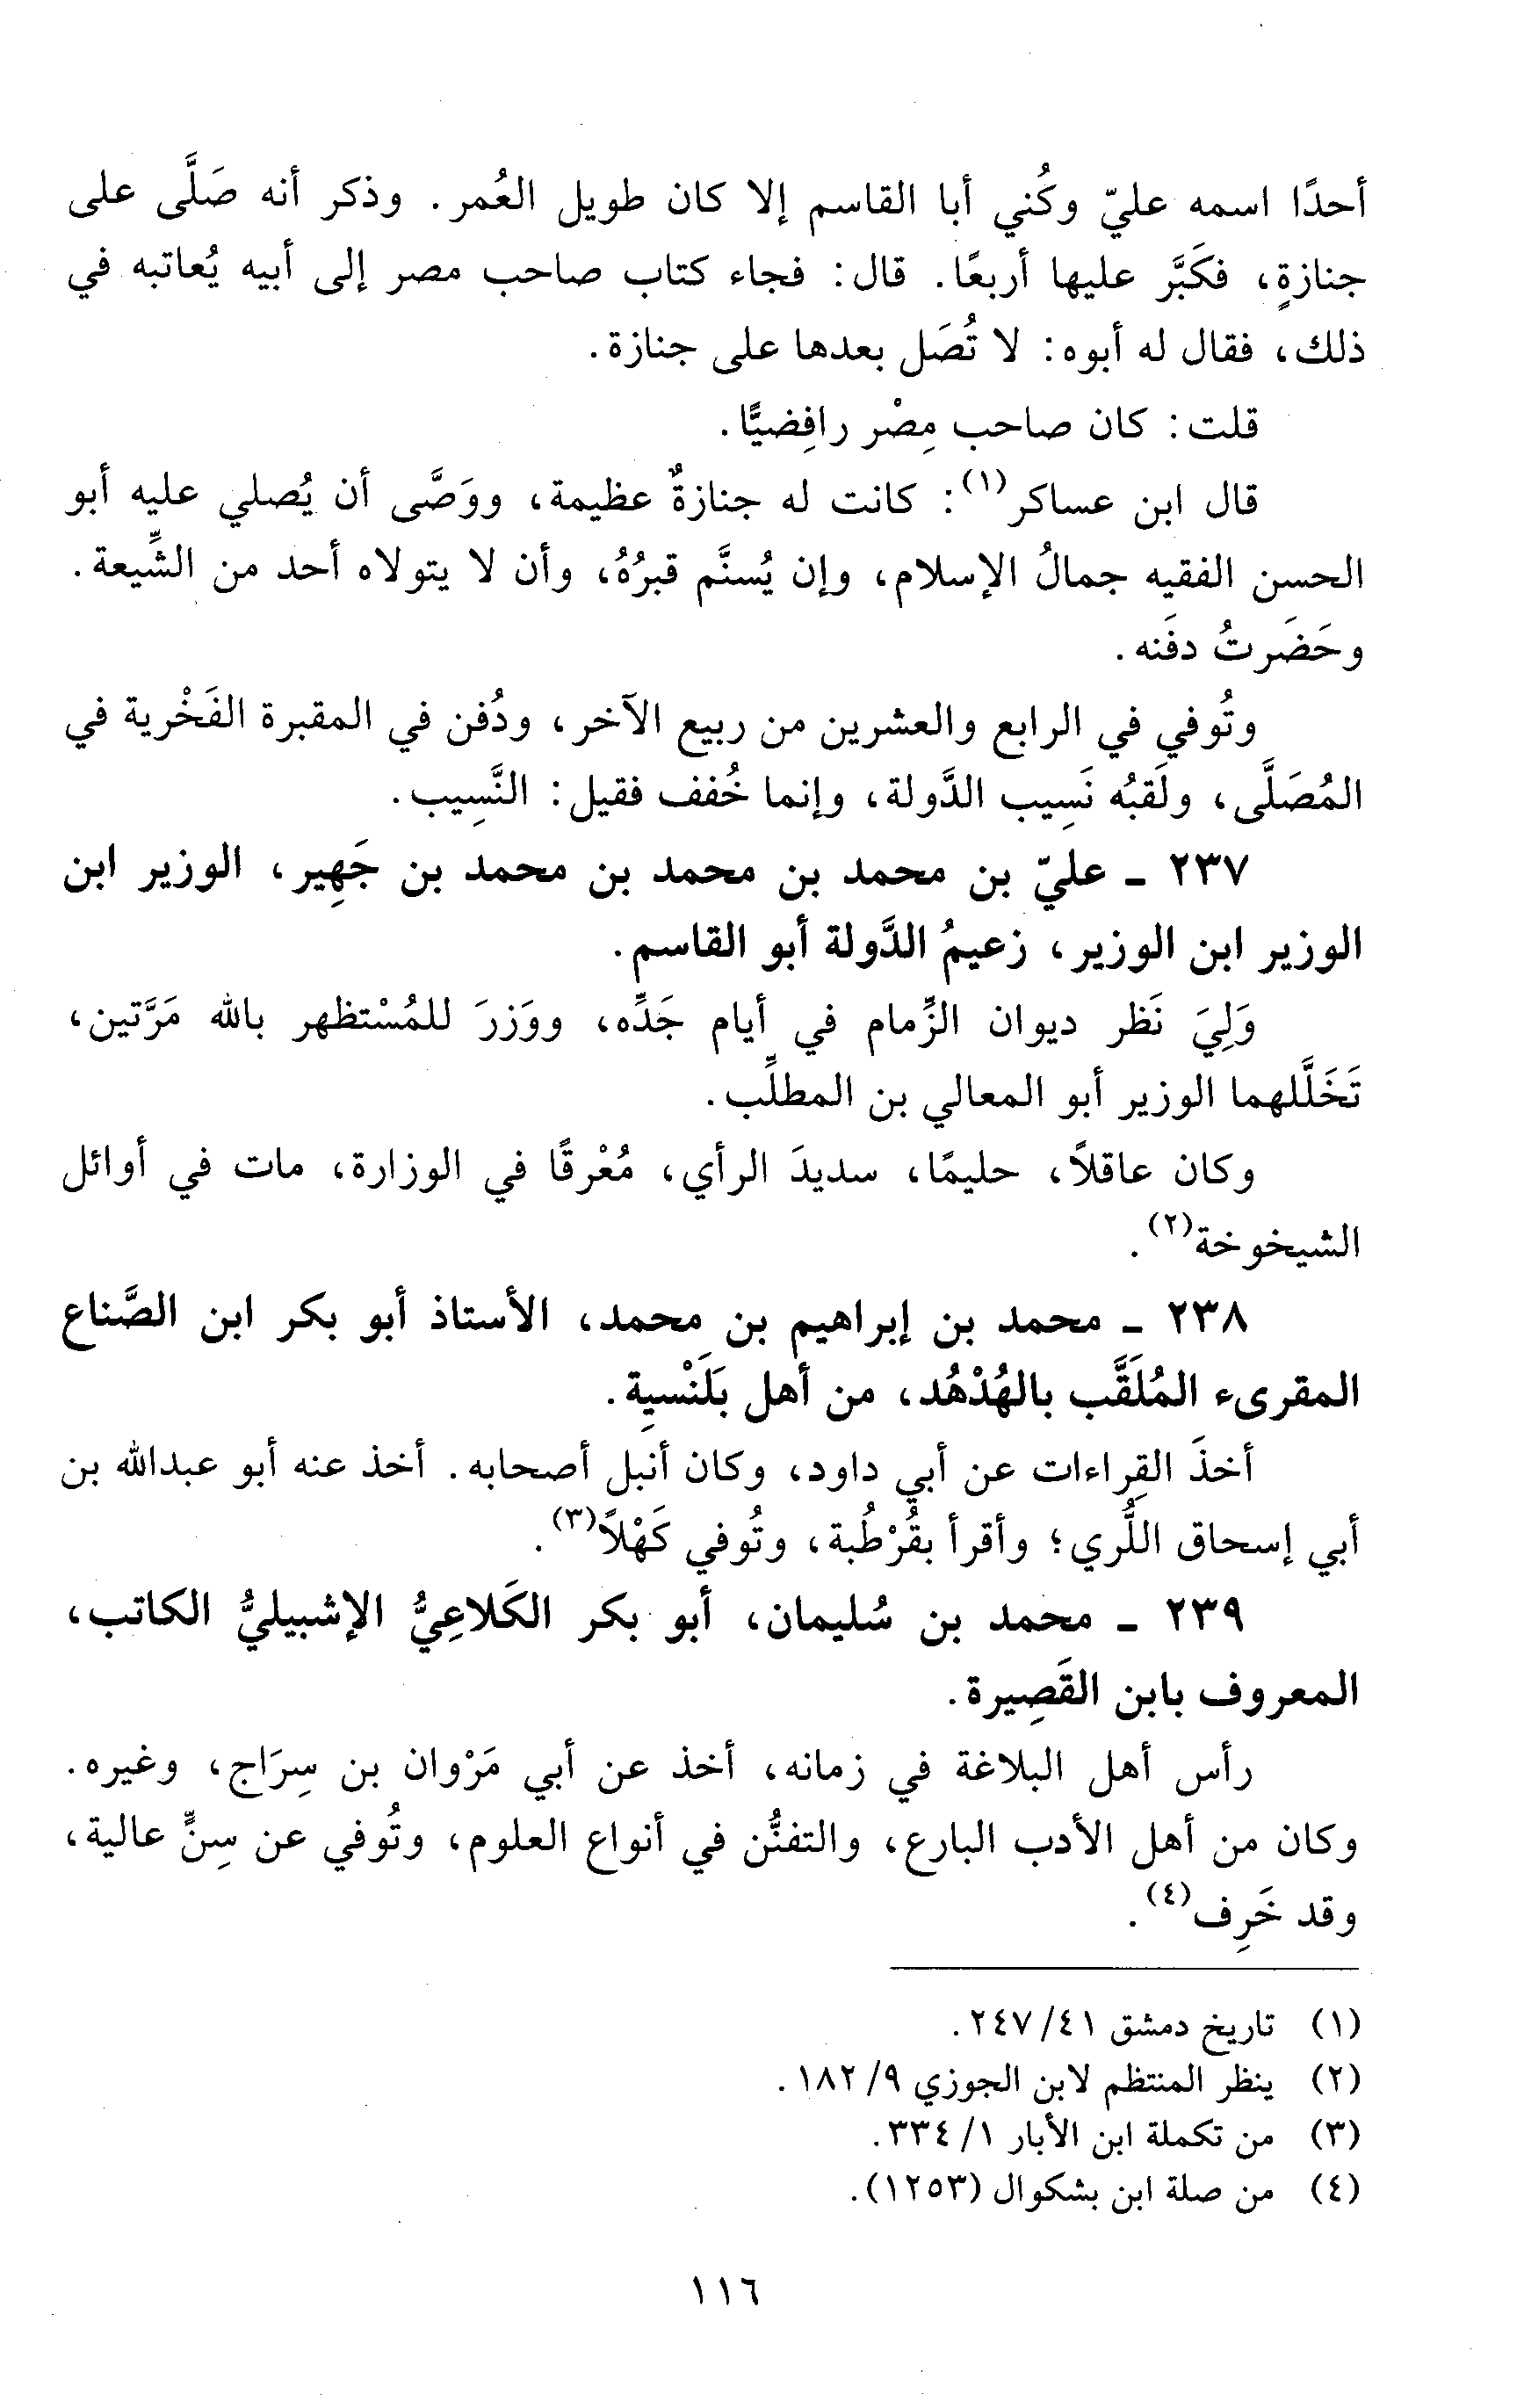 أحدًا اسمه عليّ وكُني أبا القاسم إلا كان طويل العُمر. وذكر أنه صَلَّى على
جنازةٍ، فكَبَّر عليها أربعًا. قال: فجاء كتاب صاحب مصر إلى أبيه يُعاتبه في
ذلك، فقال له أبوه: لا تُصَل بعدها على جنازة.
قلت: كان صاحب مِصْر رافِضيًّا.
قال ابن عساكر(١): كانت له جنازةٌ عظيمة، ووَصَّى أن يُصلي عليه أبو
الحسن الفقيه جمالُ الإسلام، وإن يُسنَّم قبرُهُ، وأن لا يتولاه أحد من الشِّيعة.
وحَضَرتُ دفَنه.
وتُوفي في الرابع والعشرين من ربيع الآخر، ودُفن في المقبرة الفَخْرية في
المُصَلَّى، ولَقبُه نَسِيب الدَّولة، وإنما خُفف فقيل: النَّسِيب.
٢٣٧ - عليّ بن محمد بن محمد بن محمد بن جَهِير، الوزير ابن
الوزير ابن الوزير، زعيمُ الدَّولة أبو القاسم.
وَلِيَ نَظر ديوان الزِّمام في أيام جَدِّه، ووَزرَ للمُسْتظهر بالله مَرَّتين،
تَخَلَّلهما الوزير أبو المعالي بن المطلِّب.
وكان عاقلاً، حليمًا، سديدَ الرأي، مُعْرقًا في الوزارة، مات في أوائل
الشيخوخة(٢).
٢٣٨ - محمد بن إبراهيم بن محمد، الأستاذ أبو بكر ابن الصَّناع
المقرىء المُلَقَّب بالهُدْهُد، من أهل بَلَنْسِية.
أخذَ القِراءات عن أبي داود، وكان أنبل أصحابه. أخذ عنه أبو عبدالله بن
أبي إسحاق اللُّري؛ وأقرأ بقُرْطُبة، وتُوفي كَهْلاً(٣).
٢٣٩ - محمد بن سُليمان، أبو بكر الكَلاعِيُّ الإشبيليُّ الكاتب،
المعروف بابن القَصِيرة.
رأس أهل البلاغة في زمانه، أخذ عن أبي مَرْوان بن سِرَاج، وغيره.
وكان من أهل الأدب البارع، والتفنُّن في أنواع العلوم، وتُوفي عن سِنٍّ عالية،
وقد خَرِف(٤).
(١) تاريخ دمشق ٤١/ ٢٤٧.
(٢) ينظر المنتظم لابن الجوزي ٩/ ١٨٢.
(٣) من تكملة ابن الأبار ١/ ٣٣٤.
(٤) من صلة ابن بشكوال (١٢٥٣).
١١٦